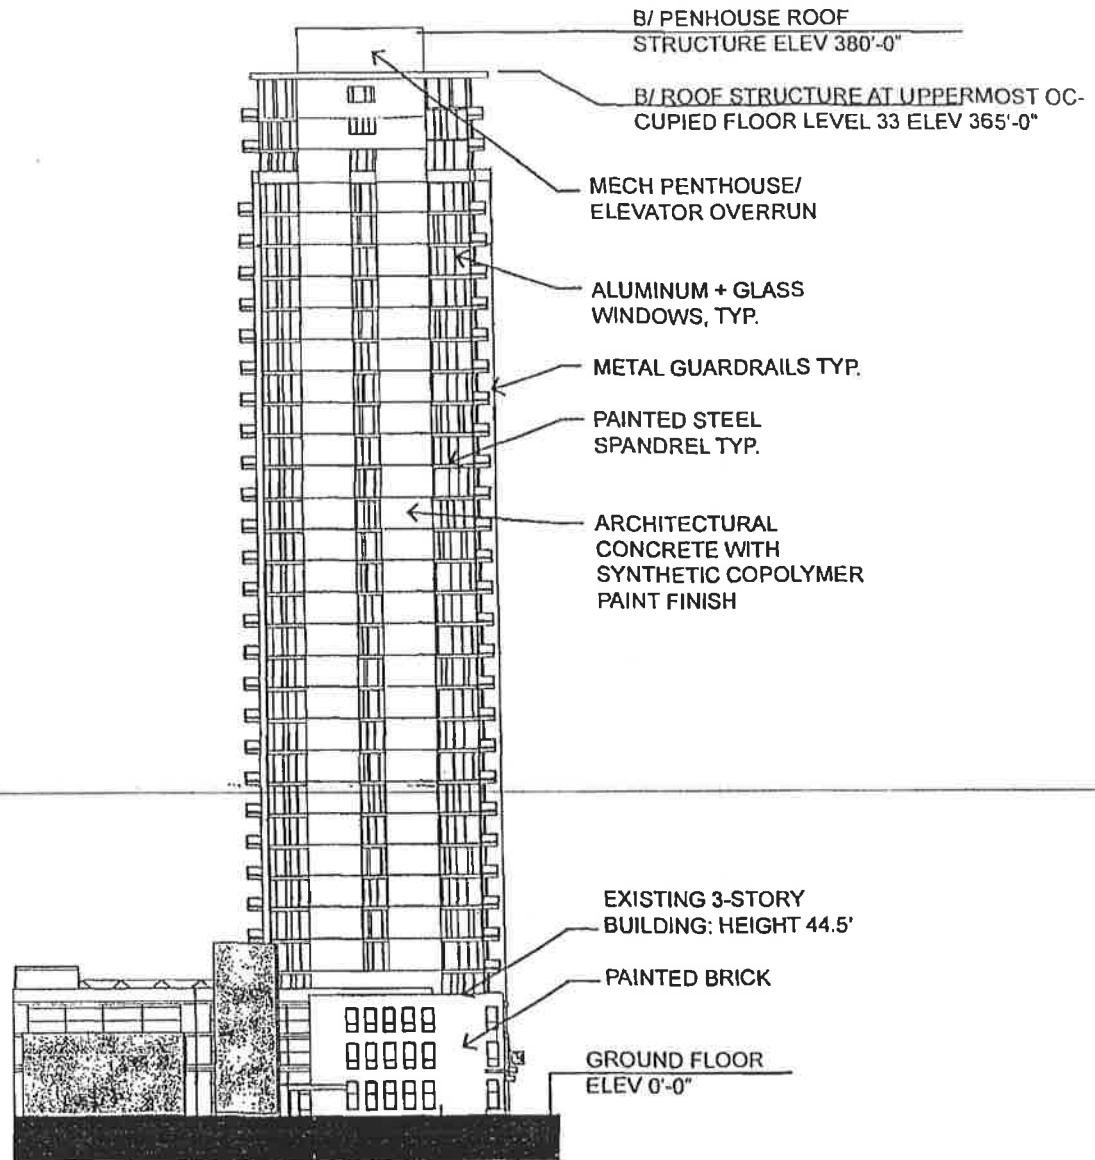 B/ PENHOUSE ROOF
STRUCTURE ELEV 380'-0"
B/ ROOF STRUCTURE AT UPPERMOST OC-
CUPIED FLOOR LEVEL 33 ELEV 365'-0"
MECH PENTHOUSE/
ELEVATOR OVERRUN
ALUMINUM + GLASS
WINDOWS, TYP.
METAL GUARDRAILS TYP.
PAINTED STEEL
SPANDREL TYP.
ARCHITECTURAL
CONCRETE WITH
SYNTHETIC COPOLYMER
PAINT FINISH
EXISTING 3-STORY
BUILDING: HEIGHT 44.5'
PAINTED BRICK
GROUND FLOOR
ELEV 0'-0"